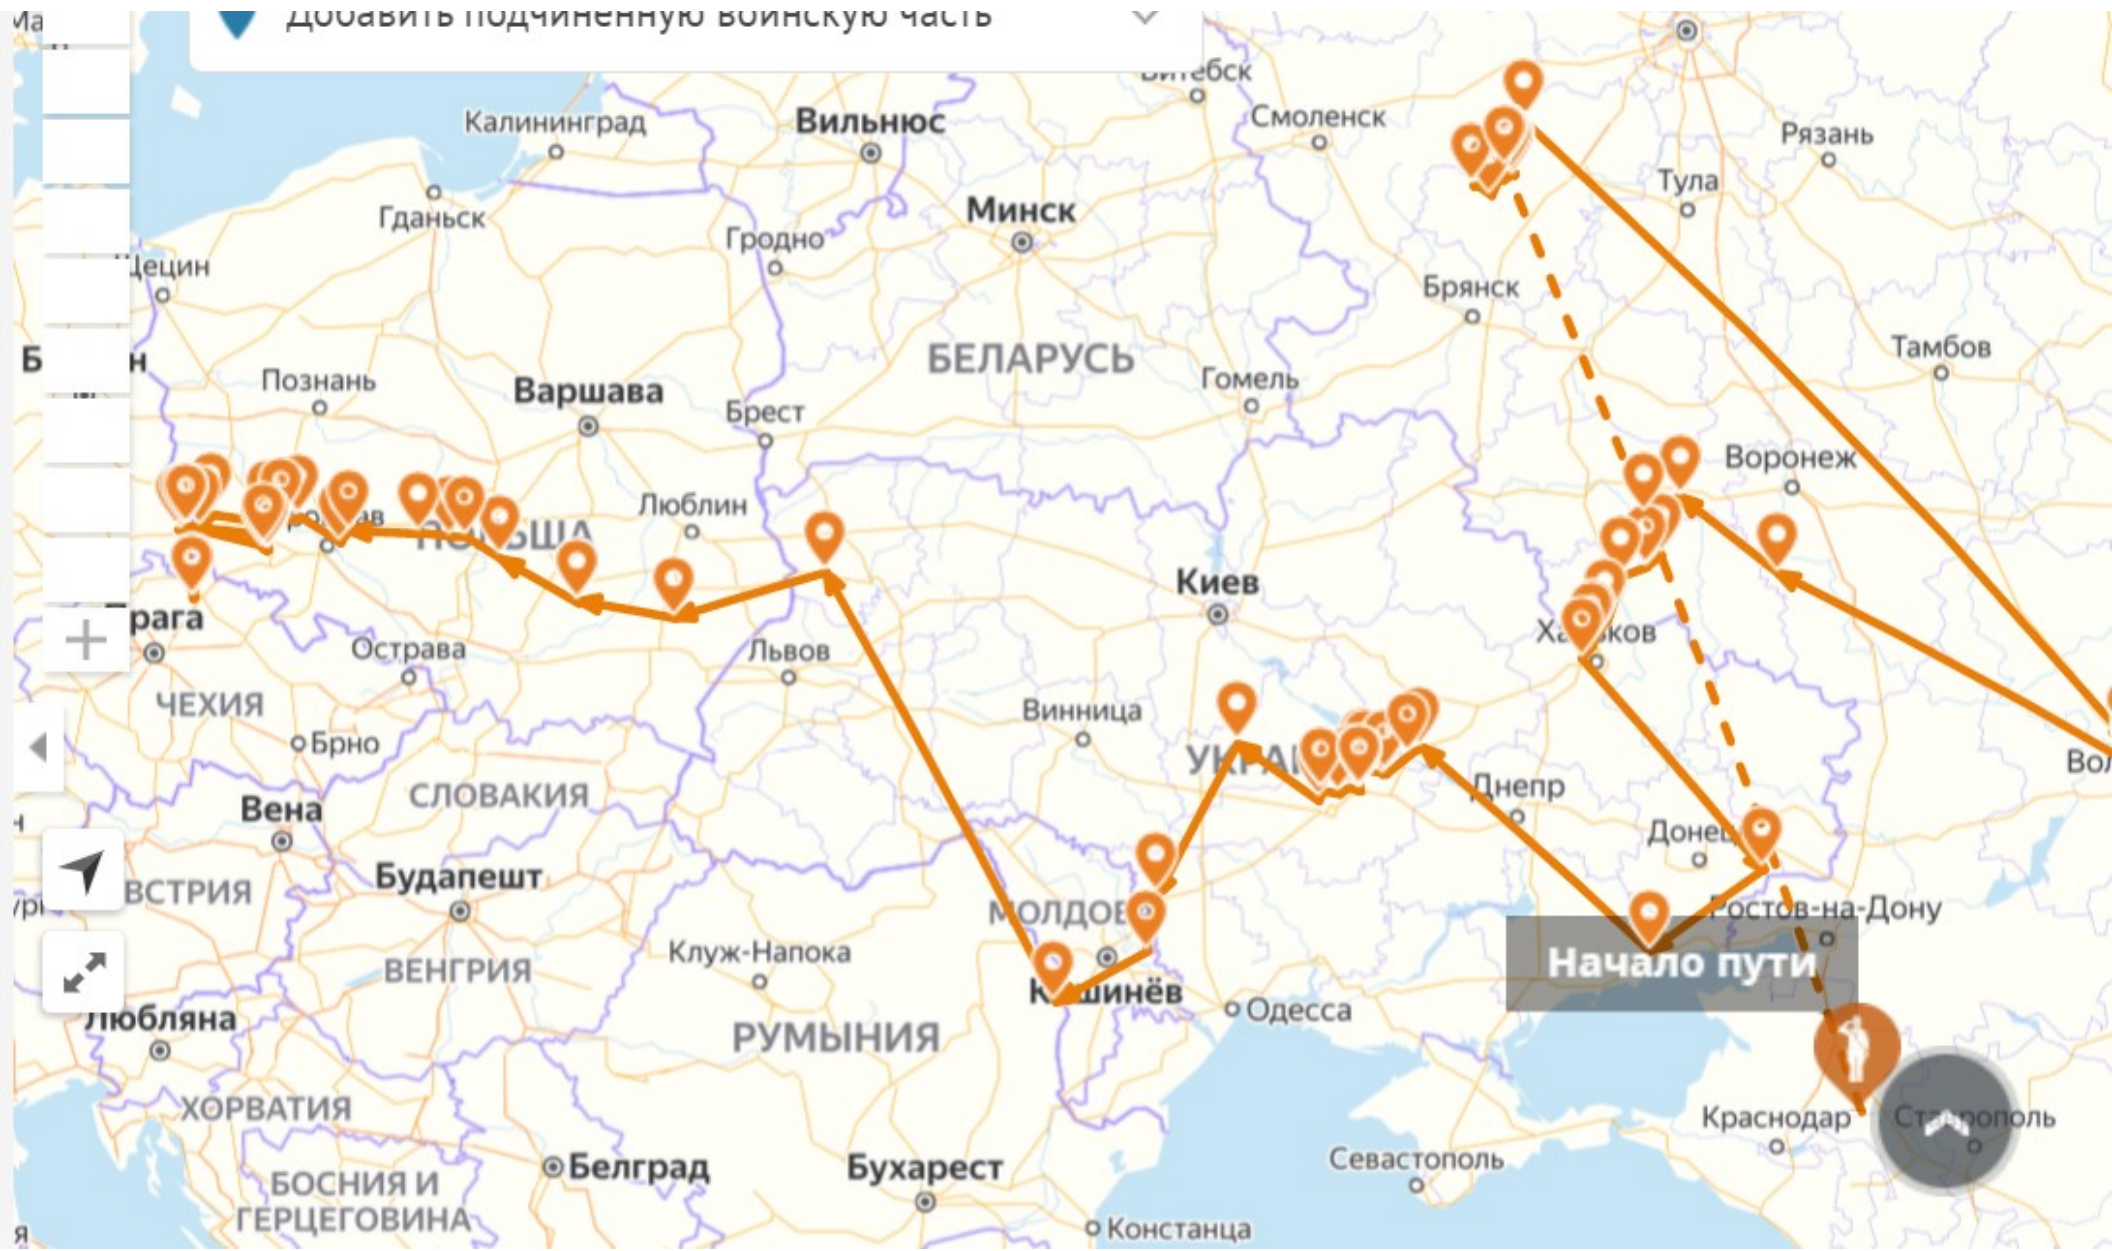 Добавить подчиненную воинскую часть
Витебск
Калининград
Вильнюс
Смоленск
Рязань
Тула
Гданьск
Минск
Гродно
Щецин
Брянск
Тамбов
БЕЛАРУСЬ
Познань
Варшава
Гомель
Брест
Воронеж
Люблин
Киев
Прага
Острава
Львов
ЧЕХИЯ
Винница
Брно
Днепр
СЛОВАКИЯ
Вена
Будапешт
Ростов-на-Дону
Клуж-Напока
Начало пути
ВЕНГРИЯ
Одесса
Любляна
РУМЫНИЯ
ХОРВАТИЯ
Краснодар
Ставрополь
Севастополь
Белград
Бухарест
БОСНИЯ И
ГЕРЦЕГОВИНА
Констанца